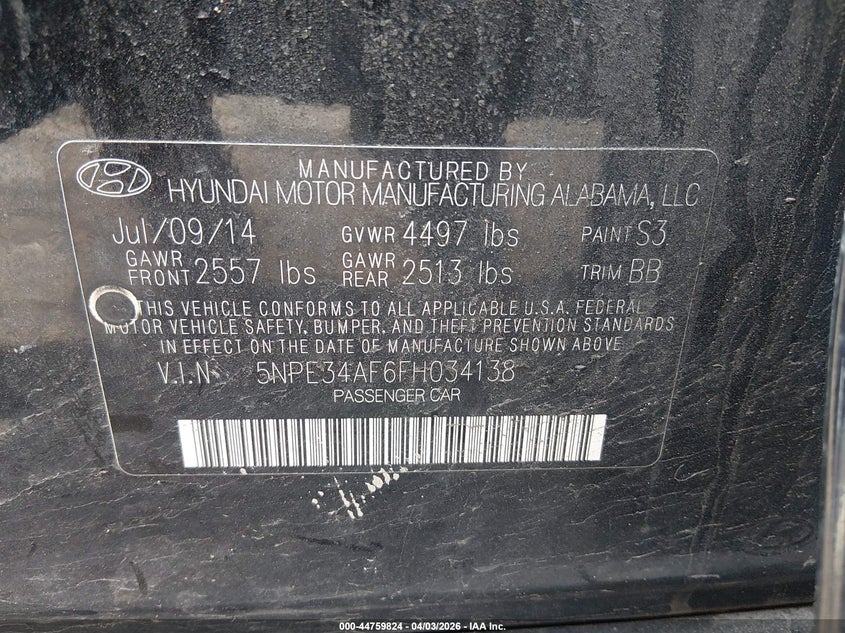 MANUFACTURED BY
HYUNDAI MOTOR MANUFACTURING ALABAMA, LLC
Jul/09/14 GVWR 4497 lbs PAINT S3
GAWR FRONT 2557 lbs GAWR REAR 2513 lbs TRIM BB
THIS VEHICLE CONFORMS TO ALL APPLICABLE U.S.A. FEDERAL
MOTOR VEHICLE SAFETY, BUMPER, AND THEFT PREVENTION STANDARDS
IN EFFECT ON THE DATE OF MANUFACTURE SHOWN ABOVE.
V.I.N: 5NPE34AF6FH034138
PASSENGER CAR
000-44759824 - 04/03/2026 - IAA Inc.